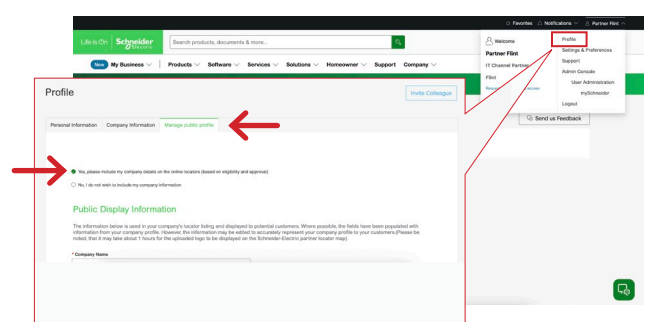 Favorites Notifications Partner Flint
Life Is On Schneider Electric
Search products, documents & more..
New My Business Products Software Services Solutions Homeowner Support Company
Welcome
Partner Flint
IT Channel Partner
Flint
access
Profile
Settings & Preferences
Support
Admin Console
User Administration
mySchneider
Logout
Send us Feedback
Profile
Invite Colleague
Personal Information Company Information Manage public profile
Yes, please include my company details on the online locators (based on eligibility and approval)
No, I do not wish to include my company information
Public Display Information
The information below is used in your company's locator listing and displayed to potential customers. Where possible, the fields have been populated with
information from your company profile. However, the information may be edited to accurately represent your company profile to your customers.(Please be
noted, that it may take about 1 hours for the uploaded logo to be displayed on the Schneider-Electric partner locator map)
* Company Name